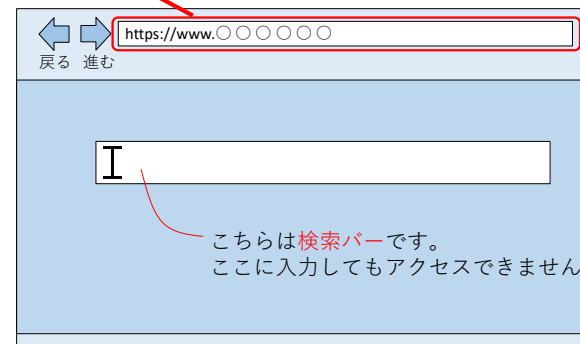 https://www.○○○○○○
戻る 進む
こちらは検索バーです。
ここに入力してもアクセスできません